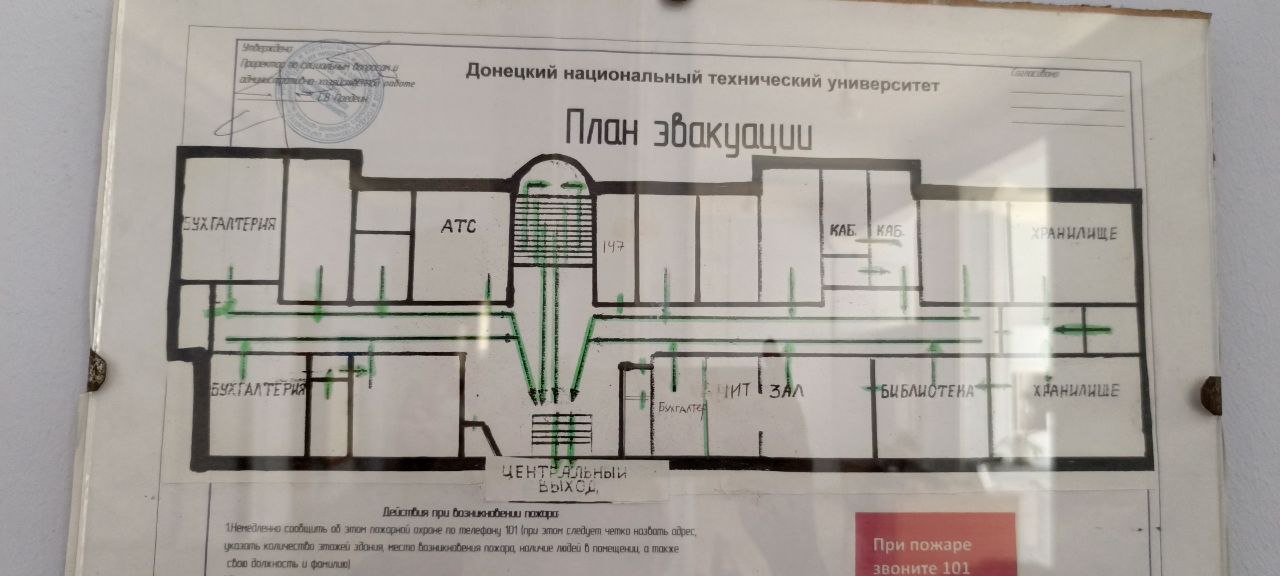 Утверждено
Проректор по социальным вопросам и
административно-хозяйственной работе
Согласовано
Донецкий национальный технический университет
План эвакуации
БУХГАЛТЕРИЯ
АТС
147
КАБ.
КАБ.
ХРАНИЛИЩЕ
БУХГАЛТЕРИЯ
Бухгалтер
ЧИТ ЗАЛ
БИБЛИОТЕКА
ХРАНИЛИЩЕ
ЦЕНТРАЛЬНЫЙ
ВЫХОД
Действия при возникновении пожара:
1.Немедленно сообщить об этом пожарной охране по телефону 101 (при этом следует четко назвать адрес,
указать количество этажей здания, место возникновения пожара, наличие людей в помещении, а также
свою должность и фамилию)
При пожаре
звоните 101